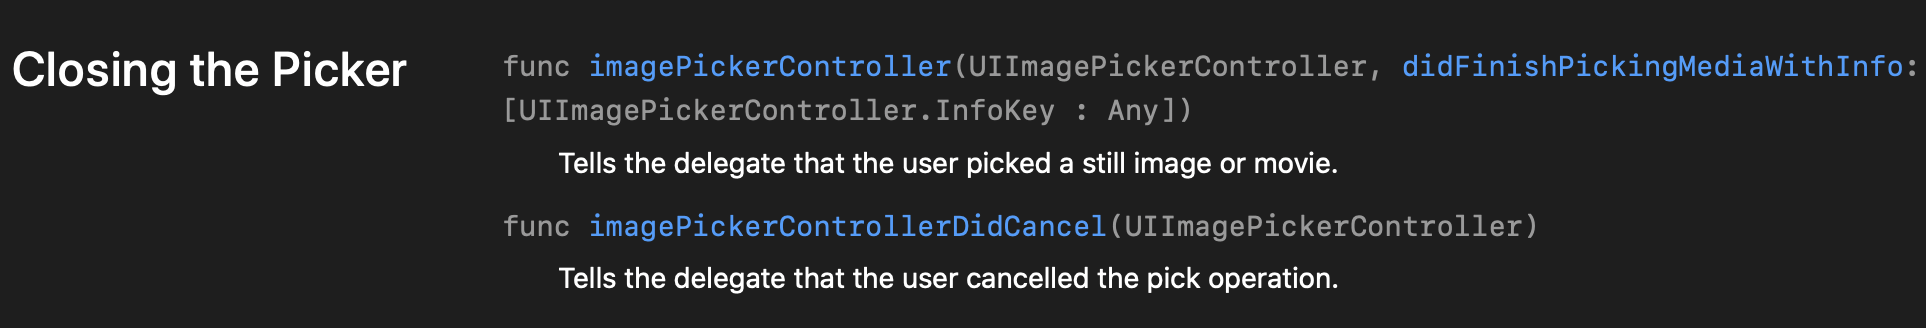 Closing the Picker
func imagePickerController(UIImagePickerController, didFinishPickingMediaWithInfo:
[UIImagePickerController.InfoKey : Any])
Tells the delegate that the user picked a still image or movie.
func imagePickerControllerDidCancel(UIImagePickerController)
Tells the delegate that the user cancelled the pick operation.